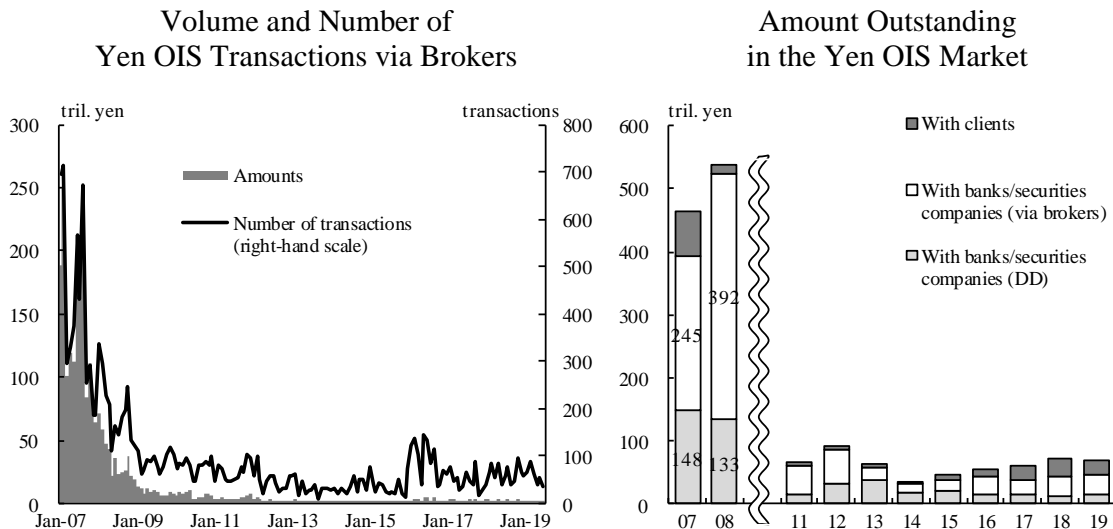 Volume and Number of
Yen OIS Transactions via Brokers
tril. yen
transactions
300
250
200
150
100
50
0
800
700
600
500
400
300
200
100
0
Amounts
Number of transactions
(right-hand scale)
Jan-07 Jan-09 Jan-11 Jan-13 Jan-15 Jan-17 Jan-19
Amount Outstanding
in the Yen OIS Market
tril. yen
600
500
400
300
200
100
0
With clients
With banks/securities
companies (via brokers)
With banks/securities
companies (DD)
392
245
148
133
07 08 11 12 13 14 15 16 17 18 19